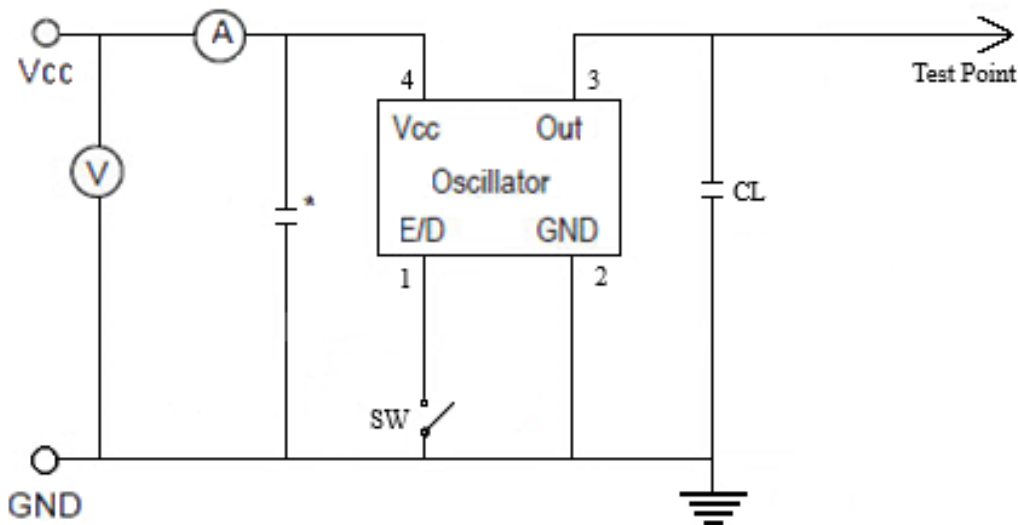 A
Vcc
Test Point
4
3
Vcc
Out
V
Oscillator
CL
*
E/D
GND
1
2
SW
GND